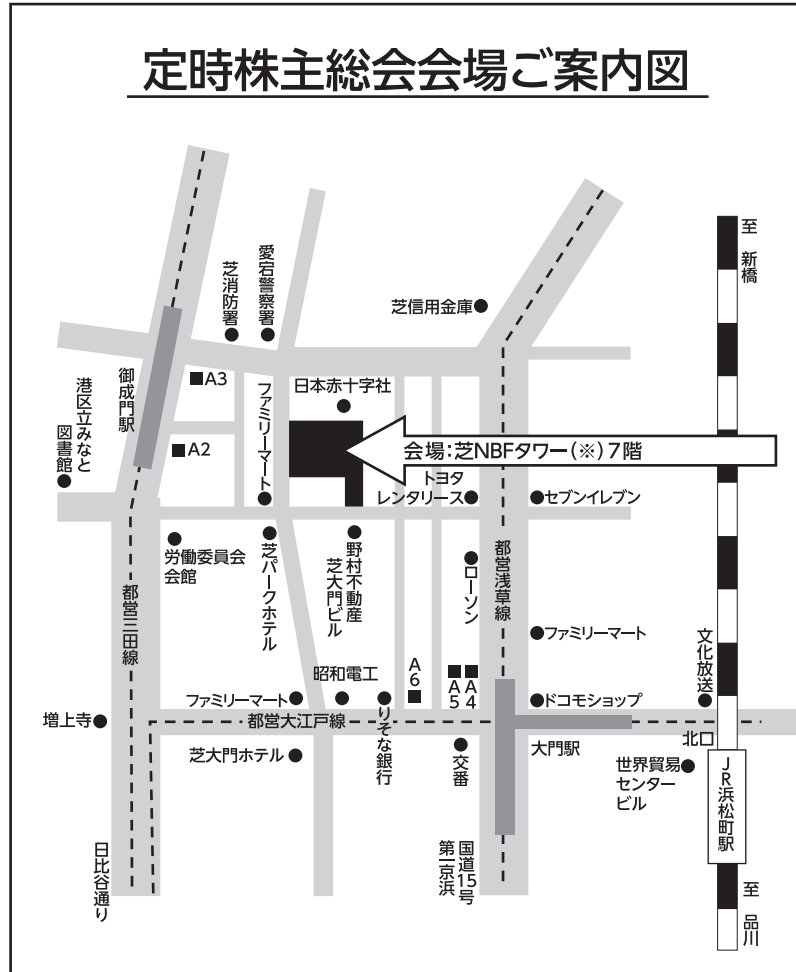 定時株主総会会場ご案内図
至 新橋
愛宕警察署
芝消防署
芝信用金庫
御成門駅
A3
日本赤十字社
港区立みなと
図書館
ファミリーマート
A2
会場:芝NBFタワー(※)7階
トヨタ
レンタリース
セブンイレブン
労働委員会
会館
芝パークホテル
野村不動産
芝大門ビル
ローソン
都営浅草線
都営三田線
ファミリーマート
文化放送
昭和電工
A6
A5
A4
ファミリーマート
りそな銀行
ドコモショップ
増上寺
都営大江戸線
北口
芝大門ホテル
交番
大門駅
世界貿易
センター
ビル
JR浜松町駅
日比谷通り
国道15号
第一京浜
至 品川